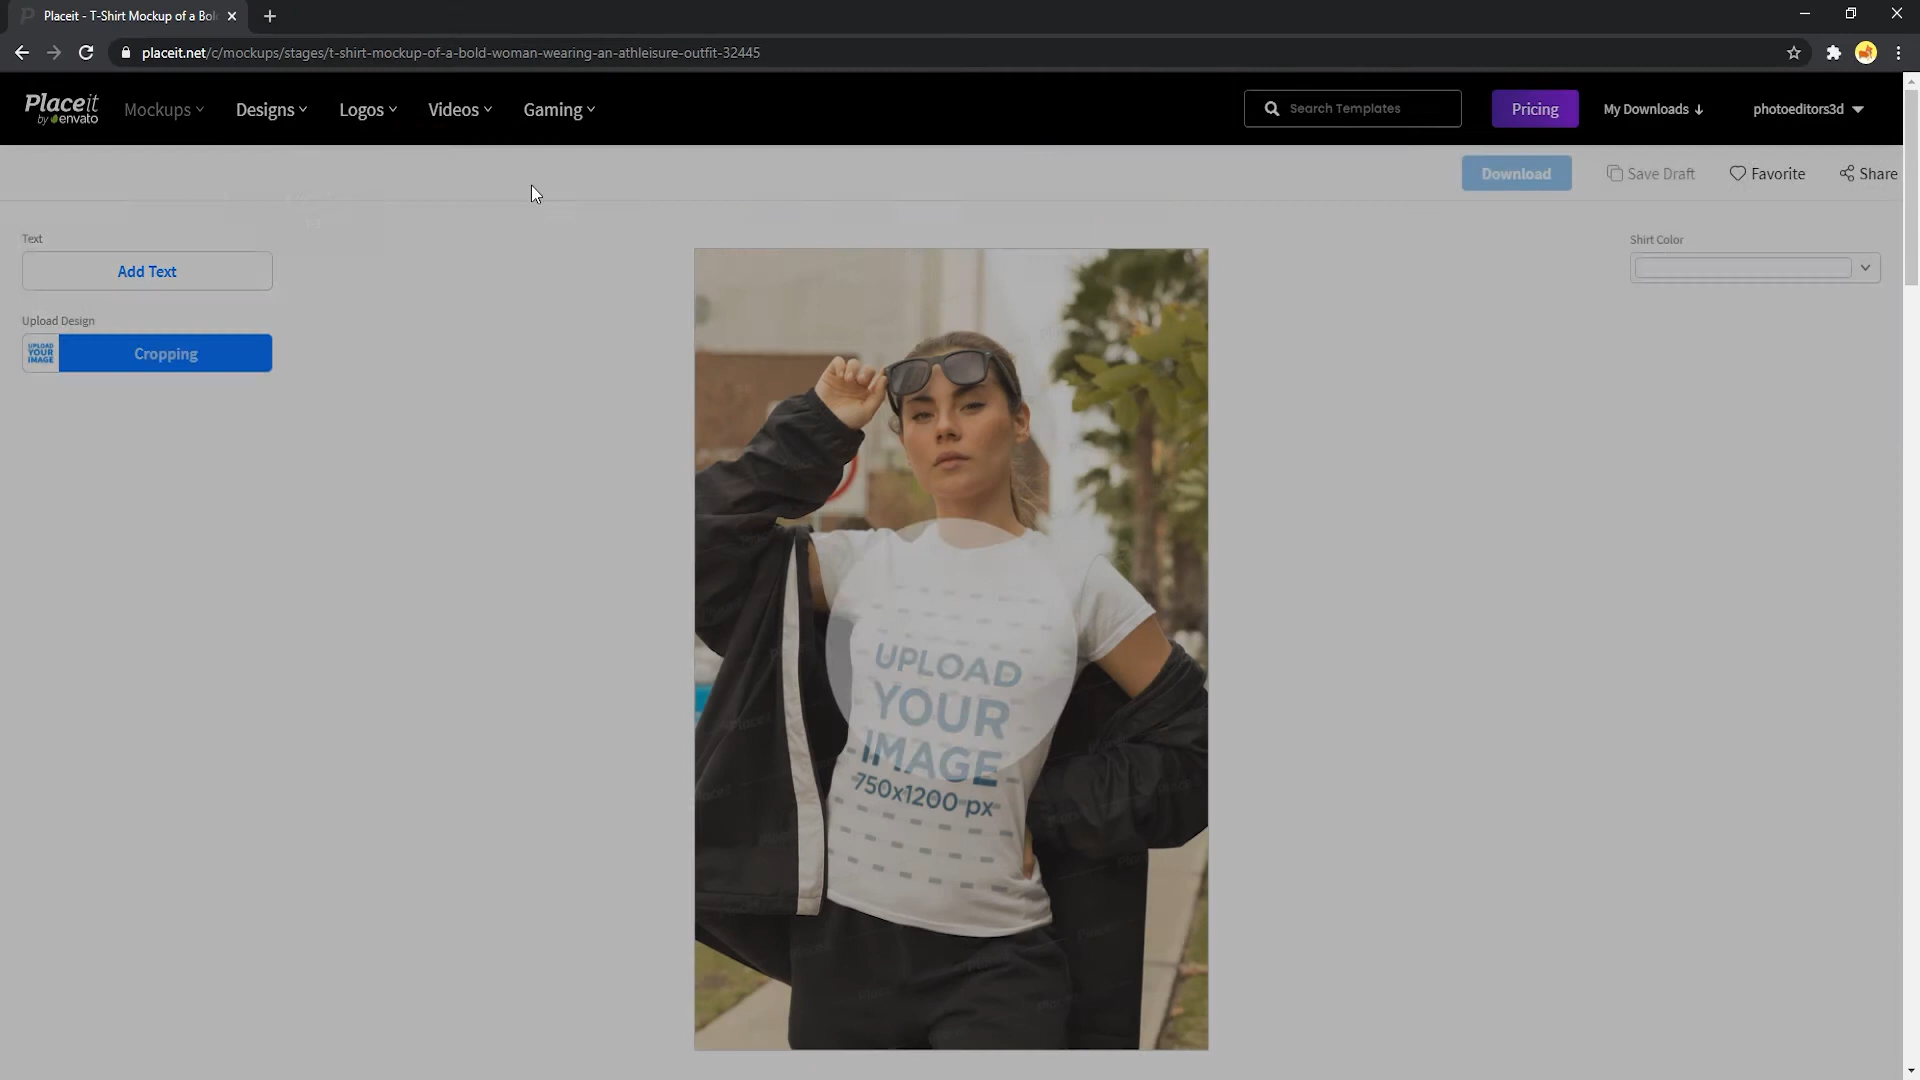 Placeit - T-Shirt Mockup of a Bol
placeit.net/c/mockups/stages/t-shirt-mockup-of-a-bold-woman-wearing-an-athleisure-outfit-32445
Placeit
by envato
Mockups
Designs
Logos
Videos
Gaming
Search Templates
Pricing
My Downloads
photoeditors3d
Download
Save Draft
Favorite
Share
Text
Add Text
Upload Design
UPLOAD
YOUR
IMAGE
Cropping
Shirt Color
UPLOAD
YOUR
IMAGE
750x1200 px